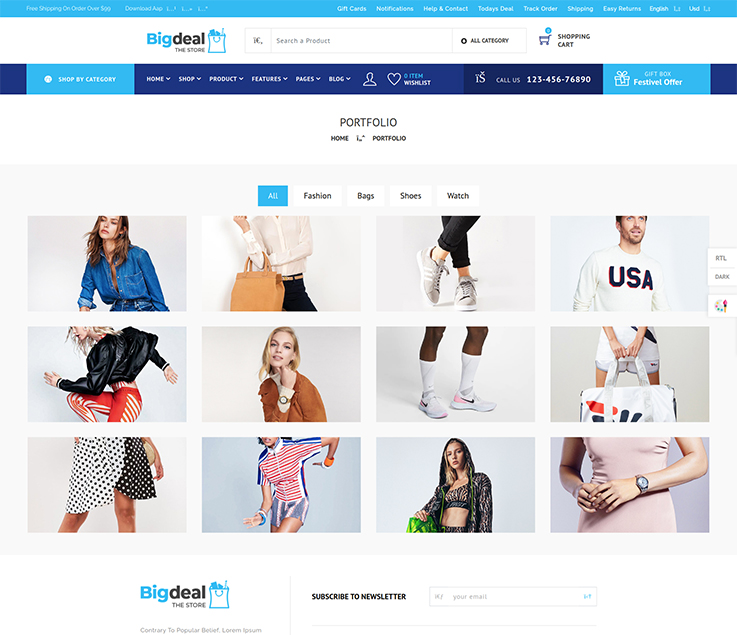 Free Shipping On Order Over $99 Download Aap
Gift Cards Notifications Help & Contact Todays Deal Track Order Shipping Easy Returns English Usd
Bigdeal
THE STORE
Search a Product
ALL CATEGORY
0
SHOPPING
CART
SHOP BY CATEGORY
HOME SHOP PRODUCT FEATURES PAGES BLOG
0 ITEM
WISHLIST
CALL US 123-456-76890
GIFT BOX
Festivel Offer
PORTFOLIO
HOME PORTFOLIO
All Fashion Bags Shoes Watch
USA
RTL
DARK
Bigdeal
THE STORE
Contrary To Popular Belief, Lorem Ipsum
SUBSCRIBE TO NEWSLETTER
your email